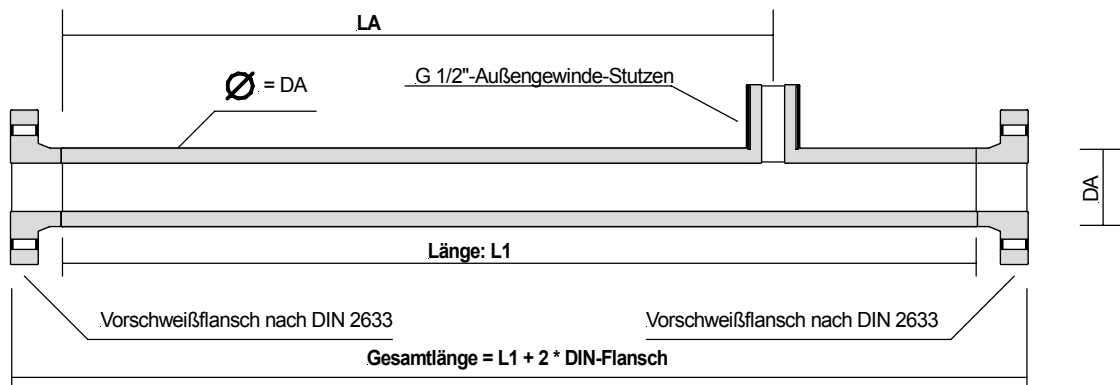 LA
G 1/2"-Außengewinde-Stutzen
Ø = DA
DA
Länge: L1
Vorschweißflansch nach DIN 2633
Vorschweißflansch nach DIN 2633
Gesamtlänge = L1 + 2 * DIN-Flansch